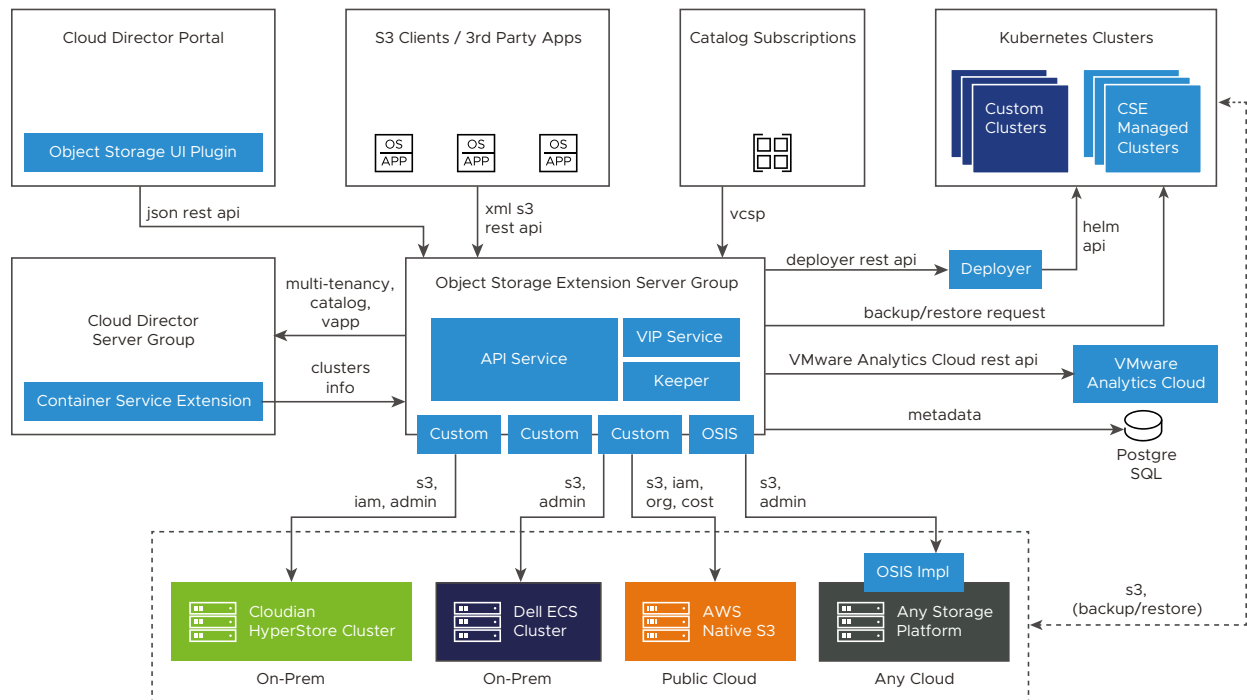 Cloud Director Portal
Object Storage UI Plugin
S3 Clients / 3rd Party Apps
OS
APP
OS
APP
OS
APP
Catalog Subscriptions
Kubernetes Clusters
Custom
Clusters
CSE
Managed
Clusters
json rest api
xml s3
rest api
vcsp
helm
api
deployer rest api
Deployer
Cloud Director
Server Group
Container Service Extension
multi-tenancy,
catalog,
vapp
clusters
info
Object Storage Extension Server Group
API Service
VIP Service
Keeper
Custom
Custom
Custom
OSIS
backup/restore request
VMware Analytics Cloud rest api
VMware
Analytics Cloud
metadata
Postgre
SQL
s3,
iam, admin
s3,
admin
s3, iam,
org, cost
s3,
admin
OSIS Impl
Cloudian
HyperStore Cluster
Dell ECS
Cluster
AWS
Native S3
Any Storage
Platform
s3,
(backup/restore)
On-Prem
On-Prem
Public Cloud
Any Cloud